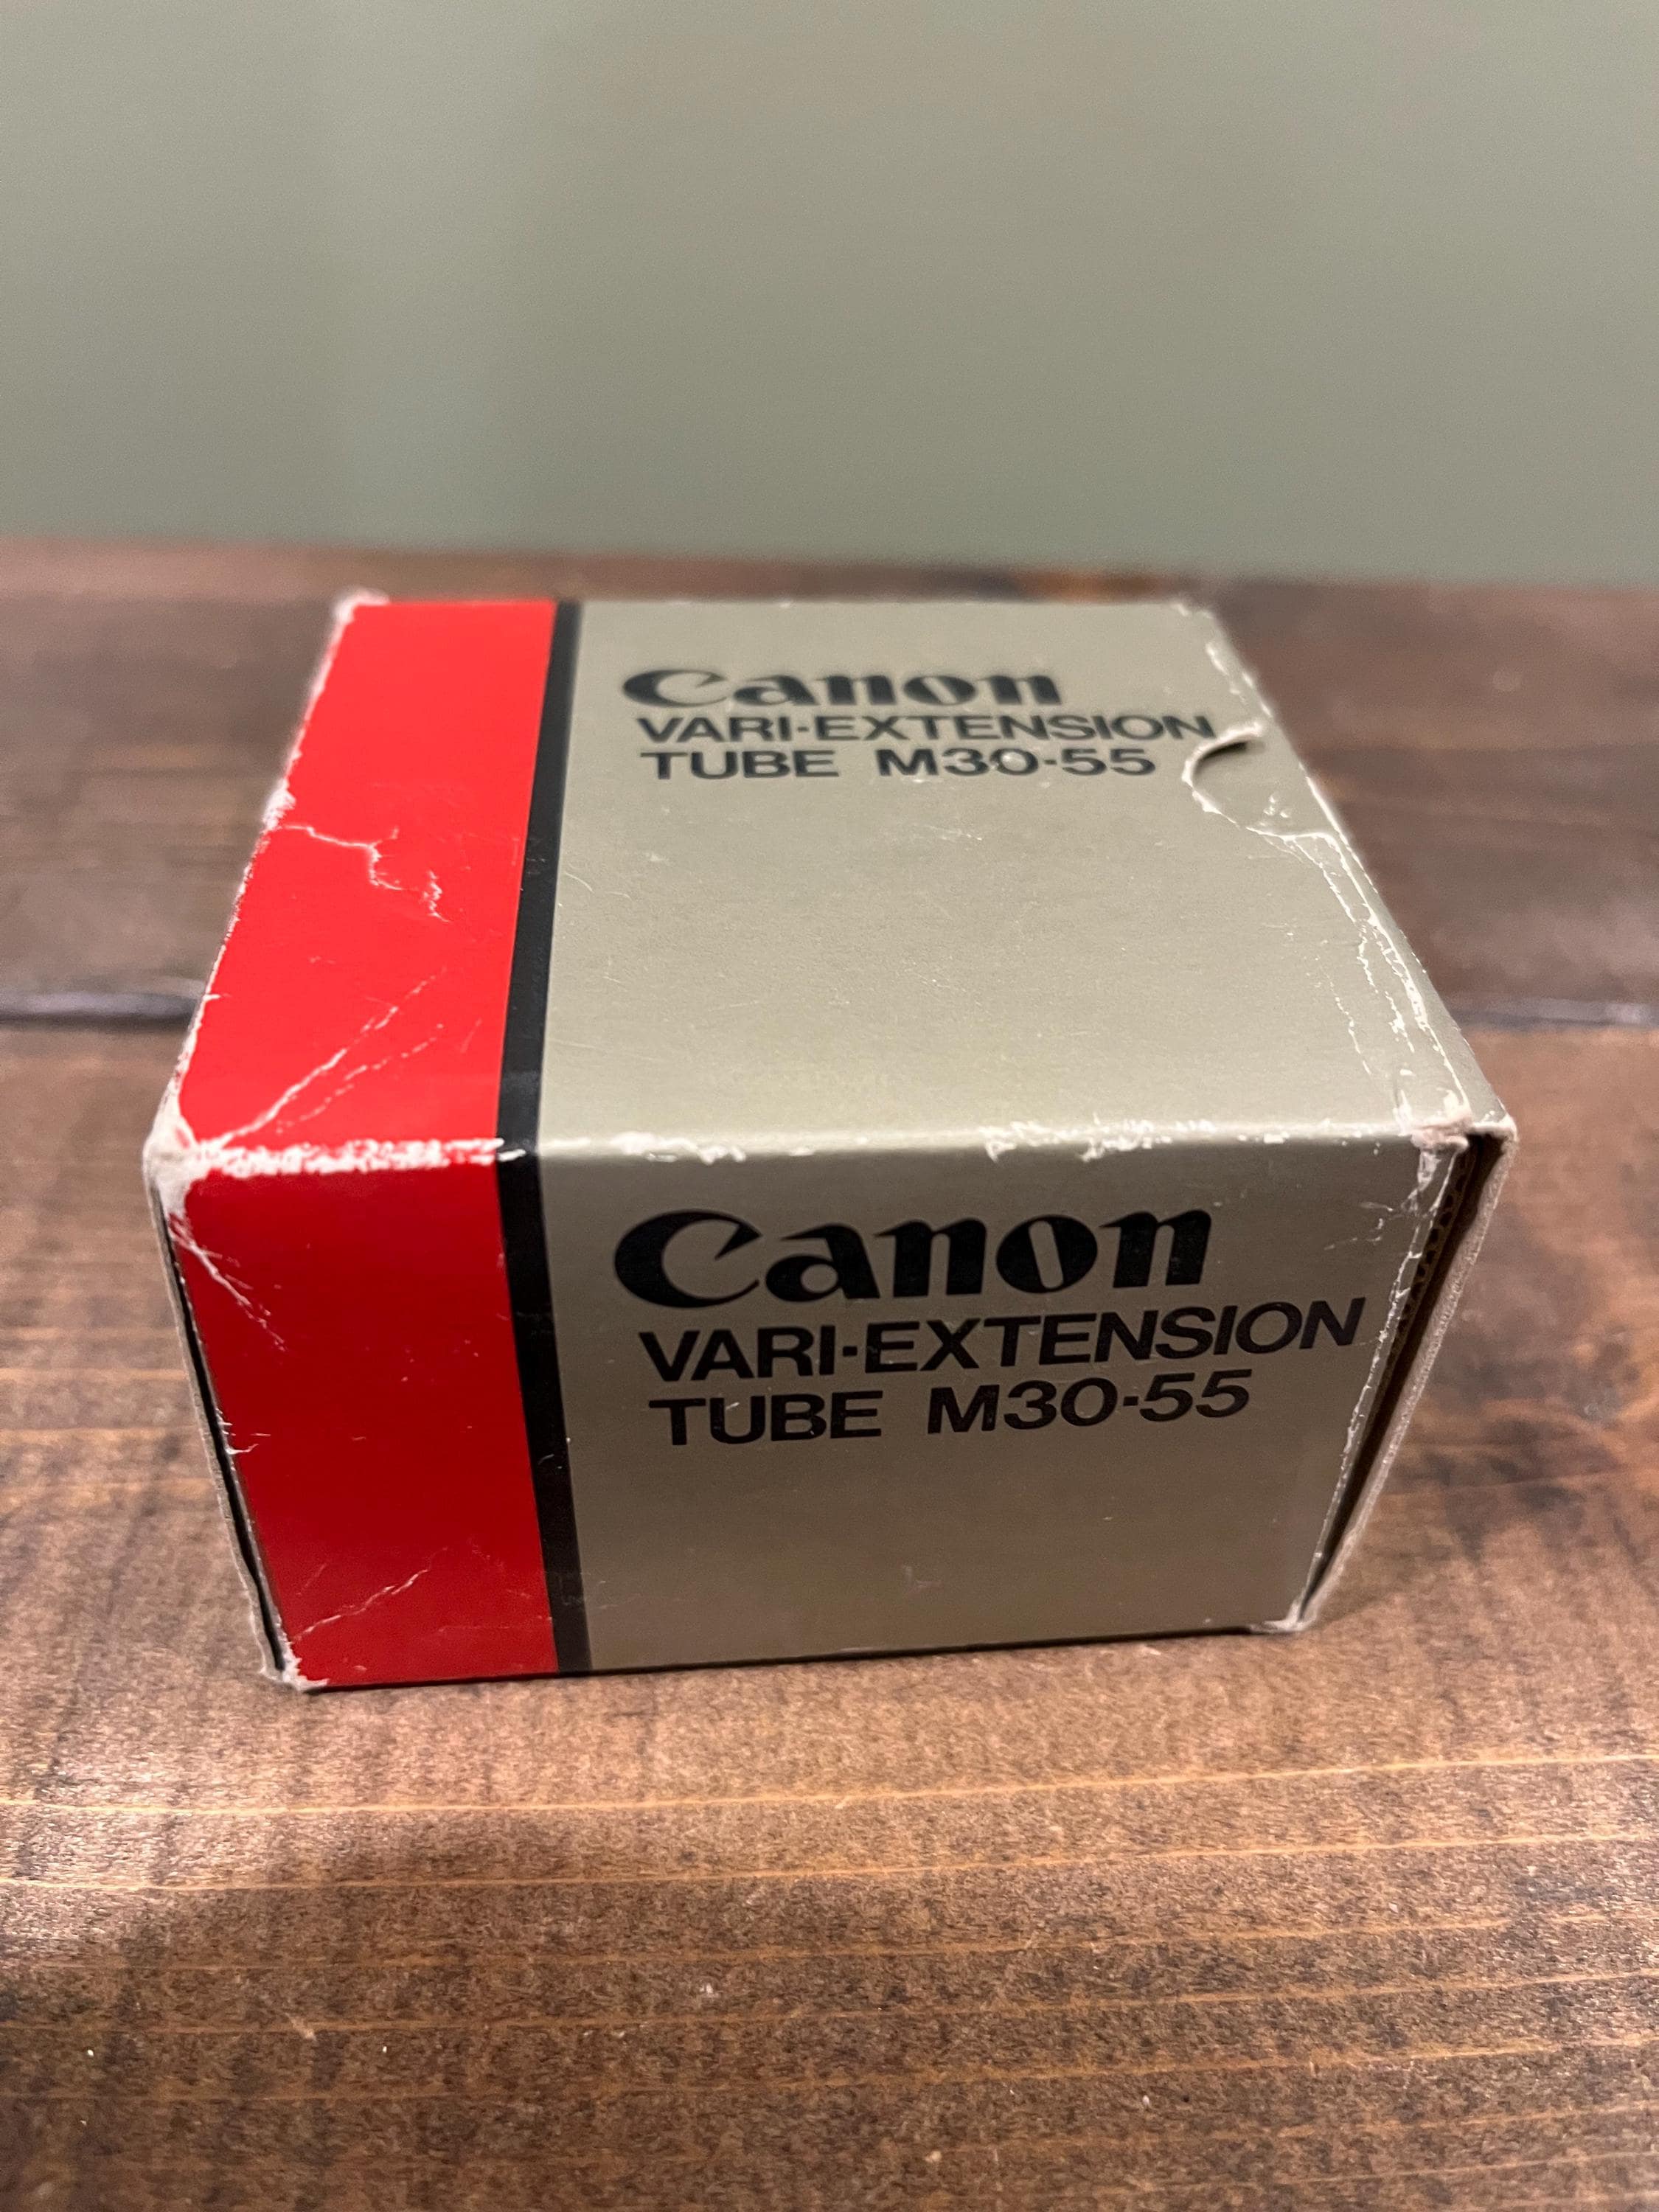 Canon
VARI-EXTENSION
TUBE M30-55
Canon
VARI-EXTENSION
TUBE M30-55